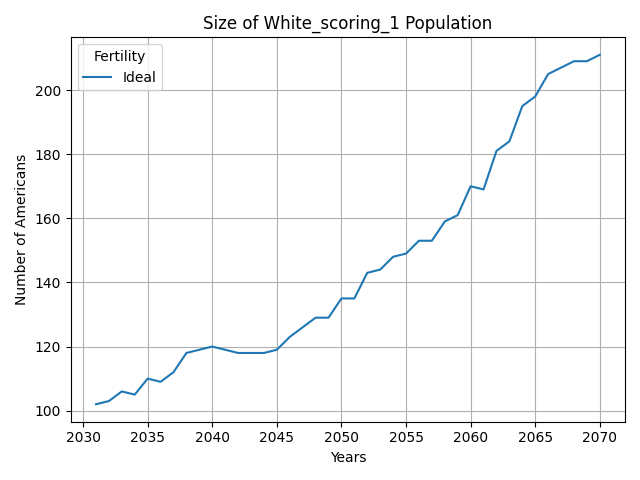 Size of White_scoring_1 Population
Fertility
Ideal
Number of Americans
200
180
160
140
120
100
2030 2035 2040 2045 2050 2055 2060 2065 2070
Years